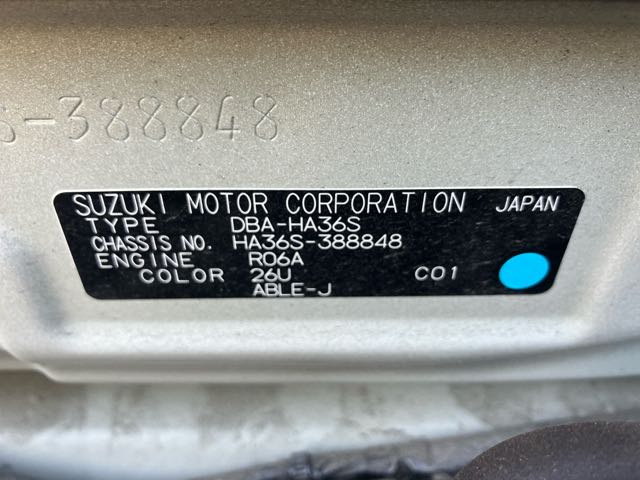 S-388848
SUZUKI MOTOR CORPORATION JAPAN
TYPE DBA-HA36S
CHASSIS NO. HA36S-388848
ENGINE R06A
COLOR 26U C01
ABLE-J